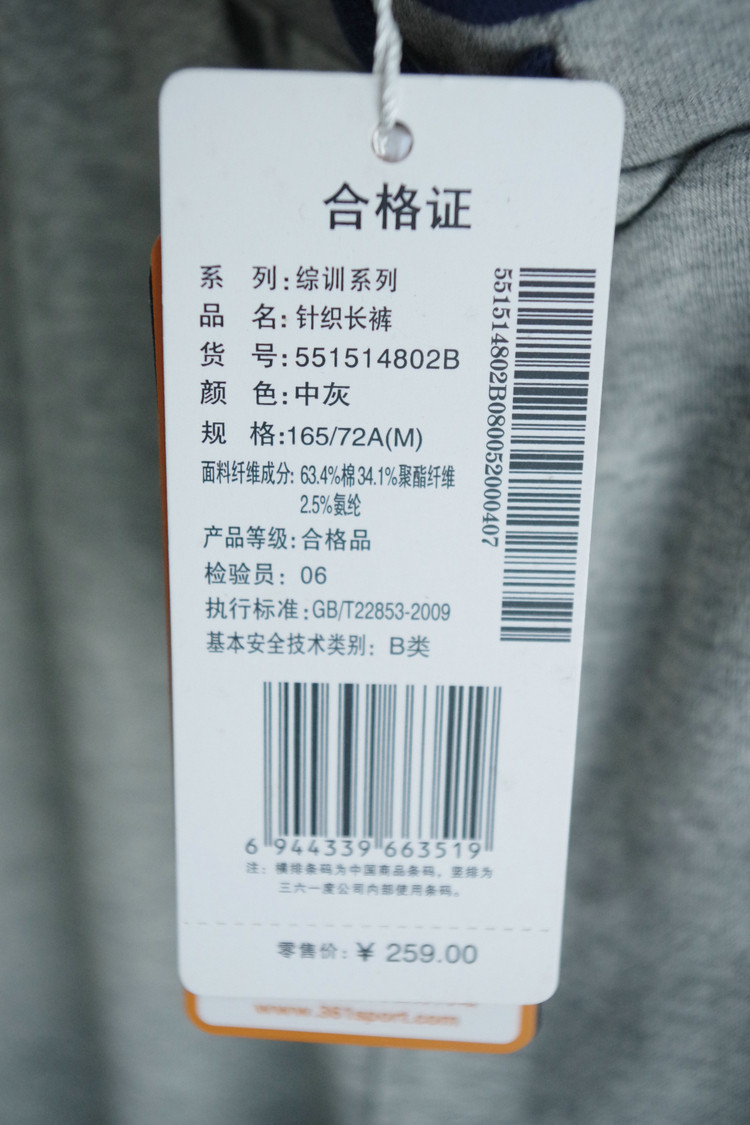 合格证
系 列:综训系列
品 名:针织长裤
货 号:551514802B
颜 色:中灰
规 格:165/72A(M)
面料纤维成分: 63.4%棉34.1%聚酯纤维
2.5%氨纶
产品等级:合格品
检验员: 06
执行标准:GB/T22853-2009
基本安全技术类别: B类
551514802B080052000407
6 944339 663519
注: 横排条码为中国商品条码, 竖排为
三六一度公司内部使用条码。
零售价:¥ 259.00
www.361sport.com